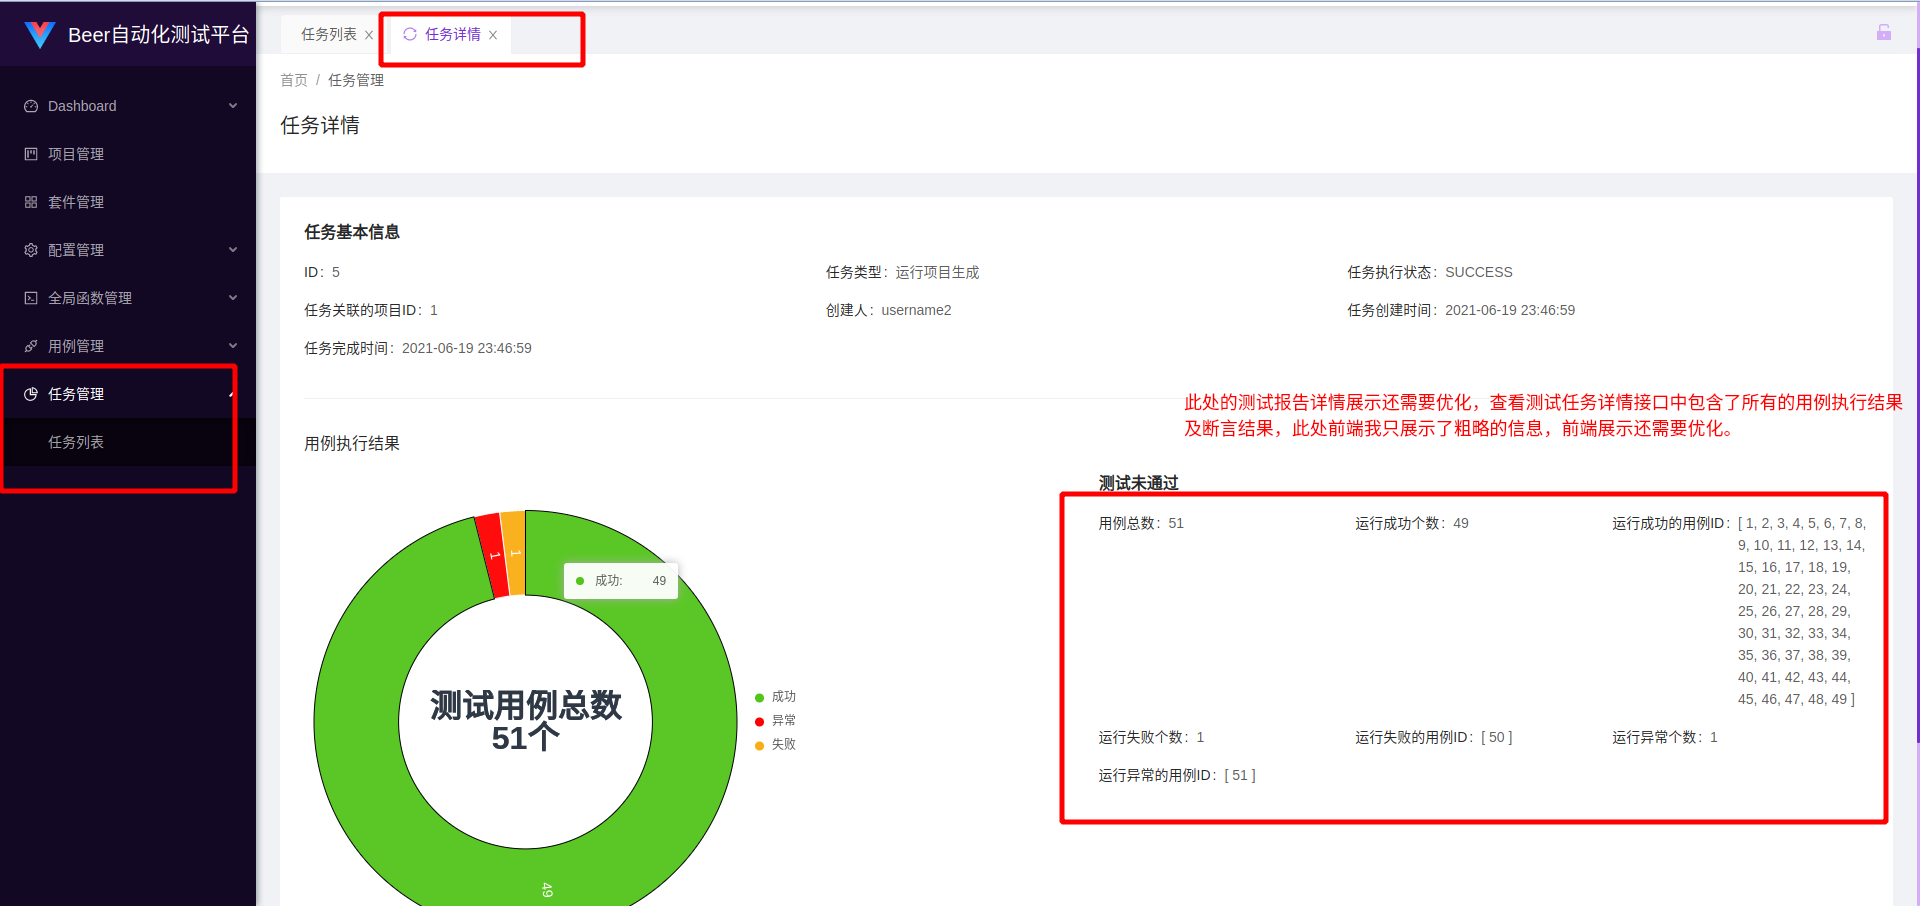 Beer自动化测试平台
Dashboard
项目管理
套件管理
配置管理
全局函数管理
用例管理
任务管理
任务列表
任务列表
任务详情
首页 / 任务管理
任务详情
任务基本信息
ID：5
任务类型：运行项目生成
任务执行状态：SUCCESS
任务关联的项目ID：1
创建人：username2
任务创建时间：2021-06-19 23:46:59
任务完成时间：2021-06-19 23:46:59
此处的测试报告详情展示还需要优化，查看测试任务详情接口中包含了所有的用例执行结果
及断言结果，此处前端我只展示了粗略的信息，前端展示还需要优化。
用例执行结果
1
1
成功: 49
测试用例总数
51个
49
成功
异常
失败
测试未通过
用例总数：51
运行成功个数：49
运行成功的用例ID：[ 1, 2, 3, 4, 5, 6, 7, 8,
9, 10, 11, 12, 13, 14,
15, 16, 17, 18, 19,
20, 21, 22, 23, 24,
25, 26, 27, 28, 29,
30, 31, 32, 33, 34,
35, 36, 37, 38, 39,
40, 41, 42, 43, 44,
45, 46, 47, 48, 49 ]
运行失败个数：1
运行失败的用例ID：[ 50 ]
运行异常个数：1
运行异常的用例ID：[ 51 ]